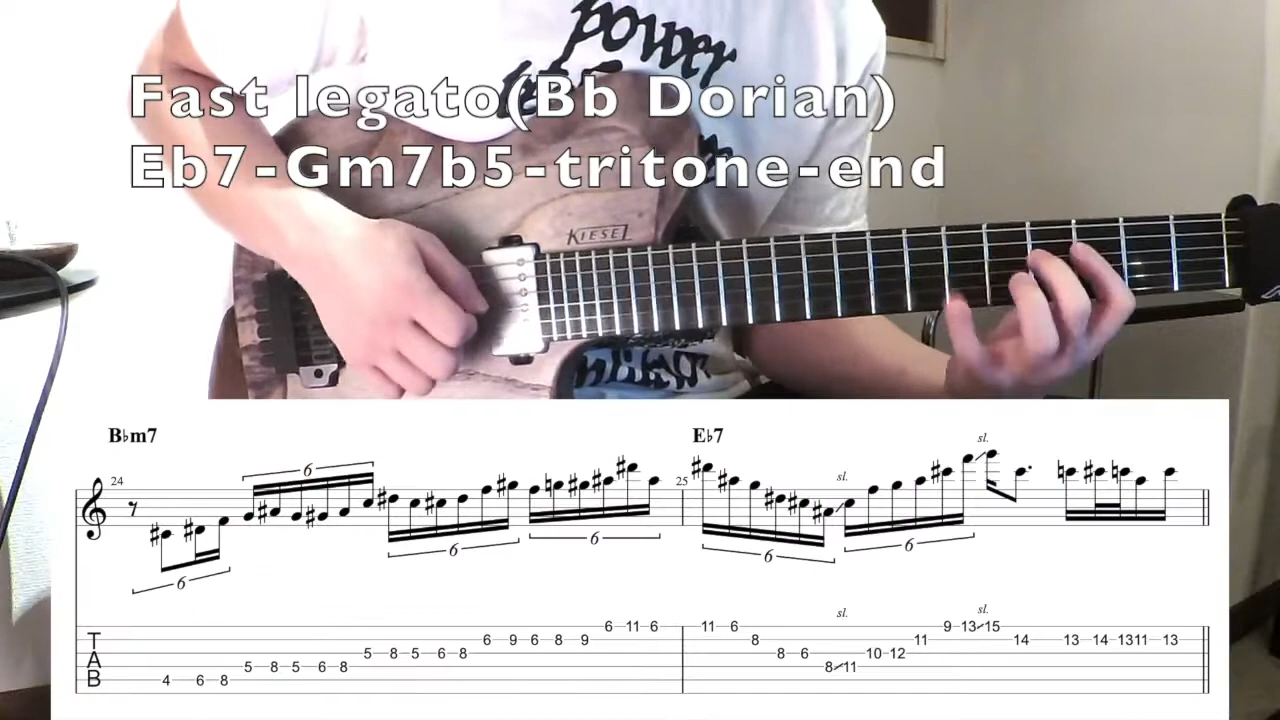 power
Fast legato(Bb Dorian)
Eb7-Gm7b5-tritone-end
KIESEL
B♭m7 E♭7
24 6 6 6 6 25 6 sl. 6 sl.
sl. sl.
6 11 6 11 6 9 13 15
T 6 9 6 8 9 8 11 14 13 14 13 11 13
A 5 8 5 6 8 8 6 10 12
5 8 5 6 8 8 11
B 4 6 8